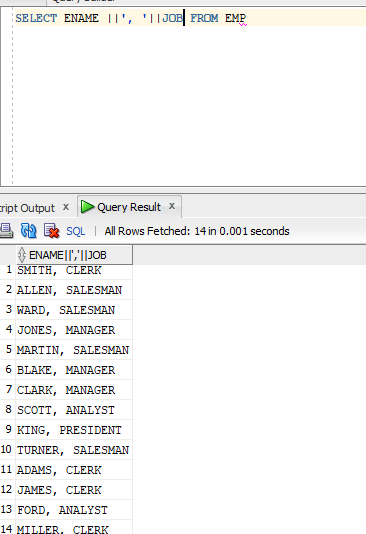 SELECT ENAME ||', '||JOB FROM EMP
ript Output x Query Result x
SQL | All Rows Fetched: 14 in 0.001 seconds
ENAME||','||JOB
1 SMITH, CLERK
2 ALLEN, SALESMAN
3 WARD, SALESMAN
4 JONES, MANAGER
5 MARTIN, SALESMAN
6 BLAKE, MANAGER
7 CLARK, MANAGER
8 SCOTT, ANALYST
9 KING, PRESIDENT
10 TURNER, SALESMAN
11 ADAMS, CLERK
12 JAMES, CLERK
13 FORD, ANALYST
14 MILLER, CLERK